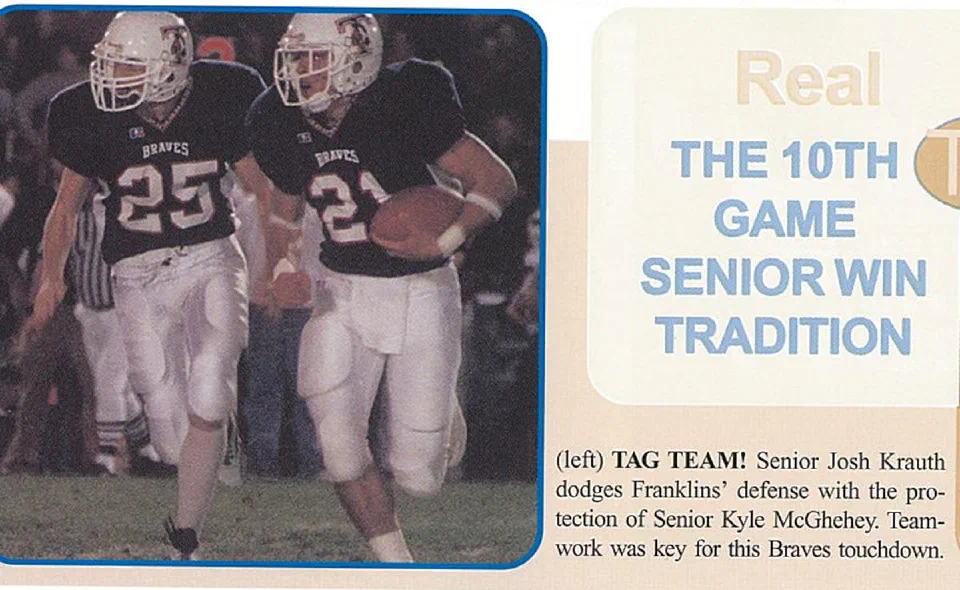 BRAVES
25
BRAVES
21
Real
THE 10TH
GAME
SENIOR WIN
TRADITION
T
(left) TAG TEAM! Senior Josh Krauth
dodges Franklins’ defense with the pro-
tection of Senior Kyle McGhehey. Team-
work was key for this Braves touchdown.